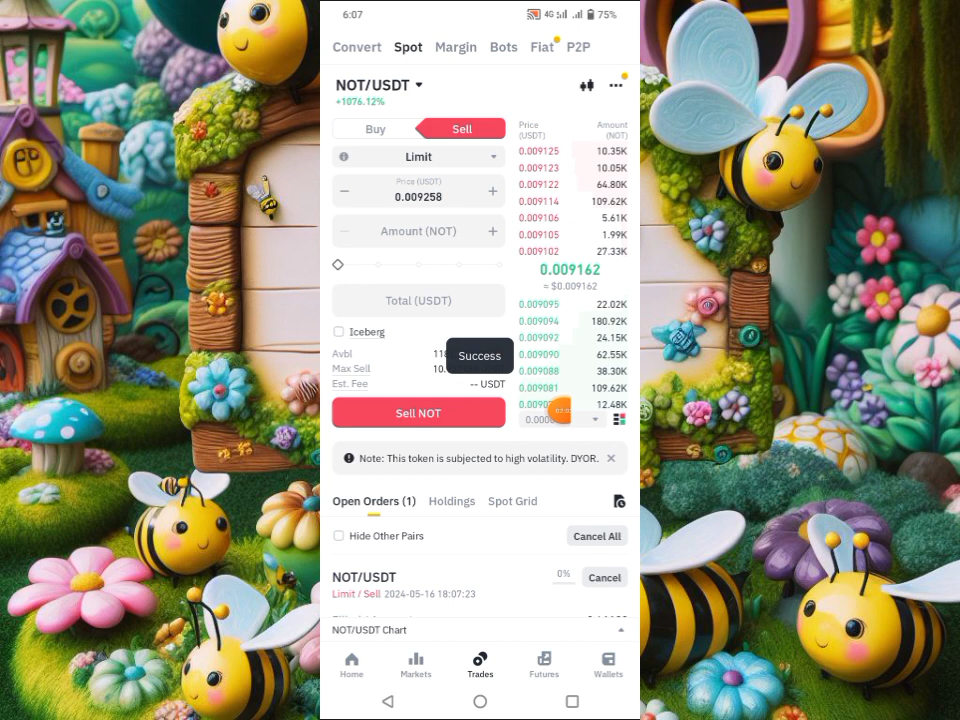 6:07
4G
75%
Convert Spot Margin Bots Fiat P2P
NOT/USDT
+1076.12%
Buy Sell
Limit
Price (USDT)
0.009258
Amount (NOT)
Total (USDT)
Iceberg
Avbl
Max Sell
Est. Fee -- USDT
Success
Sell NOT
Price (USDT) Amount (NOT)
0.009125 10.35K
0.009123 10.05K
0.009122 64.80K
0.009114 109.62K
0.009106 5.61K
0.009105 1.99K
0.009102 27.33K
0.009162
≈ $0.009162
0.009095 22.02K
0.009094 180.92K
0.009092 24.15K
0.009090 62.55K
0.009088 38.30K
0.009081 109.62K
12.48K
Note: This token is subjected to high volatility. DYOR.
Open Orders (1) Holdings Spot Grid
Hide Other Pairs Cancel All
NOT/USDT 0% Cancel
Limit / Sell 2024-05-16 18:07:23
NOT/USDT Chart
Home Markets Trades Futures Wallets